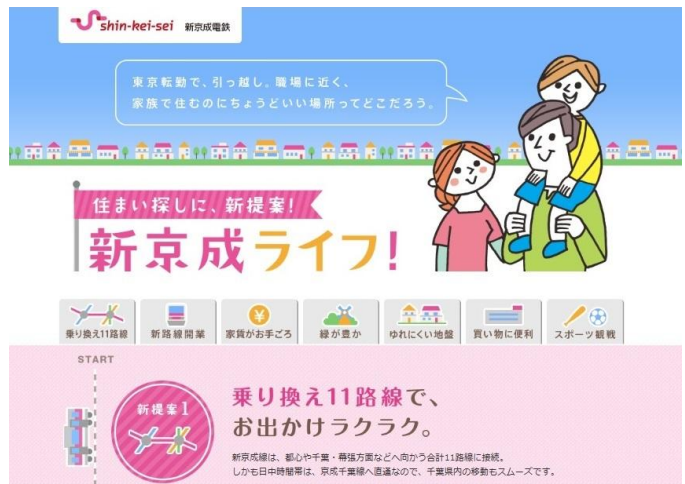 shin-kei-sei 新京成電鉄
東京転勤で、引っ越し。職場に近く、
家族で住むのにちょうどいい場所ってどこだろう。
住まい探しに、新提案!
新京成ライフ!
乗り換え11路線
新路線開業
家賃がお手ごろ
緑が豊か
ゆれにくい地盤
買い物に便利
スポーツ観戦
START
新提案1
乗り換え11路線で、
お出かけラクラク。
新京成線は、都心や千葉・幕張方面などへ向かう合計11路線に接続。
しかも日中時間帯は、京成千葉線へ直通なので、千葉県内の移動もスムーズです。